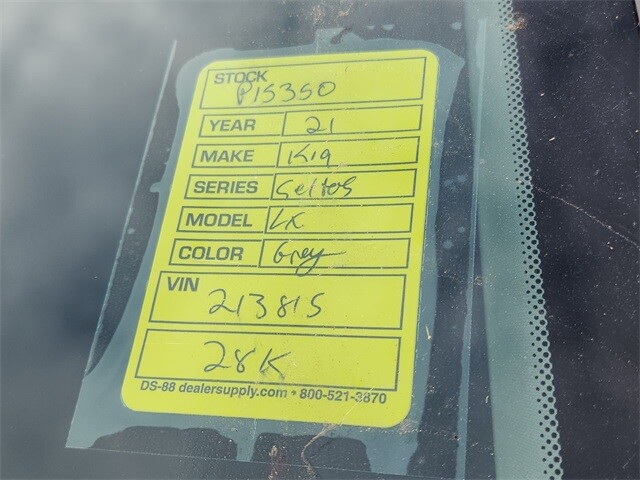 STOCK
P15350
YEAR 21
MAKE Kia
SERIES Seltos
MODEL LX
COLOR Grey
VIN
213815
28K
DS-88 dealersupply.com • 800-521-3870